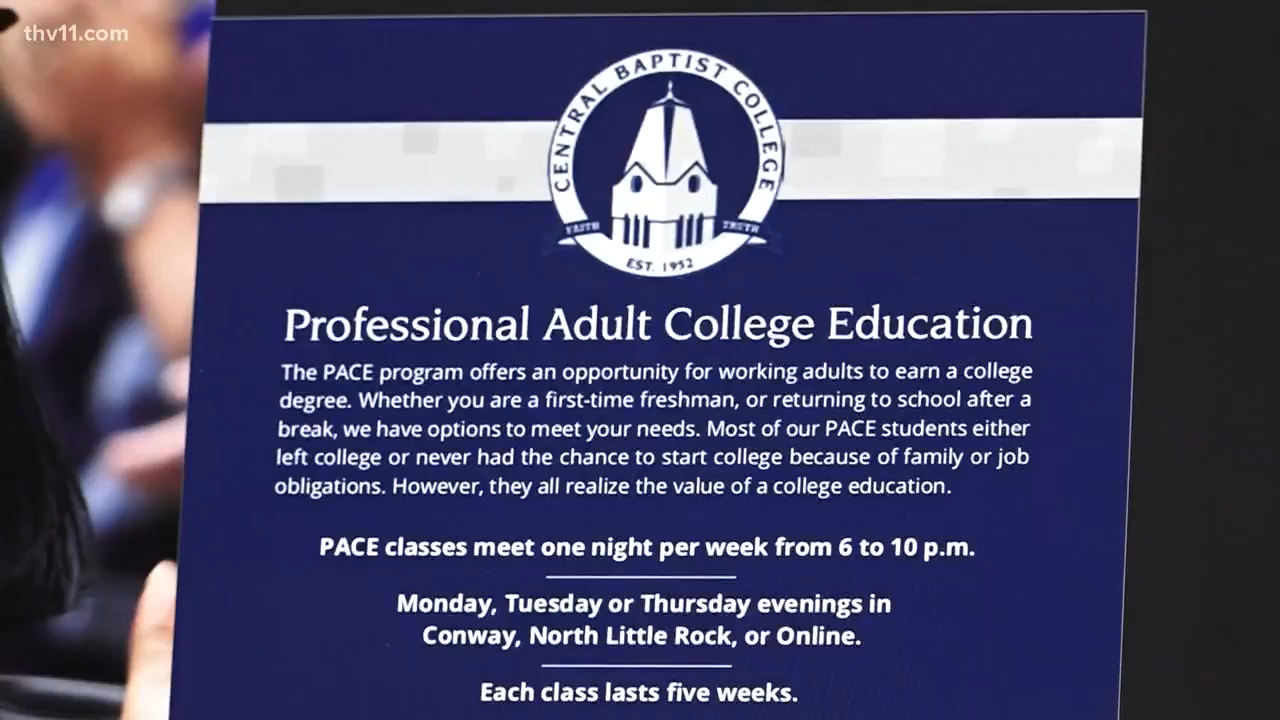 thv11.com
CENTRAL BAPTIST COLLEGE
FAITH TRUTH
EST. 1952
Professional Adult College Education
The PACE program offers an opportunity for working adults to earn a college
degree. Whether you are a first-time freshman, or returning to school after a
break, we have options to meet your needs. Most of our PACE students either
left college or never had the chance to start college because of family or job
obligations. However, they all realize the value of a college education.
PACE classes meet one night per week from 6 to 10 p.m.
Monday, Tuesday or Thursday evenings in
Conway, North Little Rock, or Online.
Each class lasts five weeks.